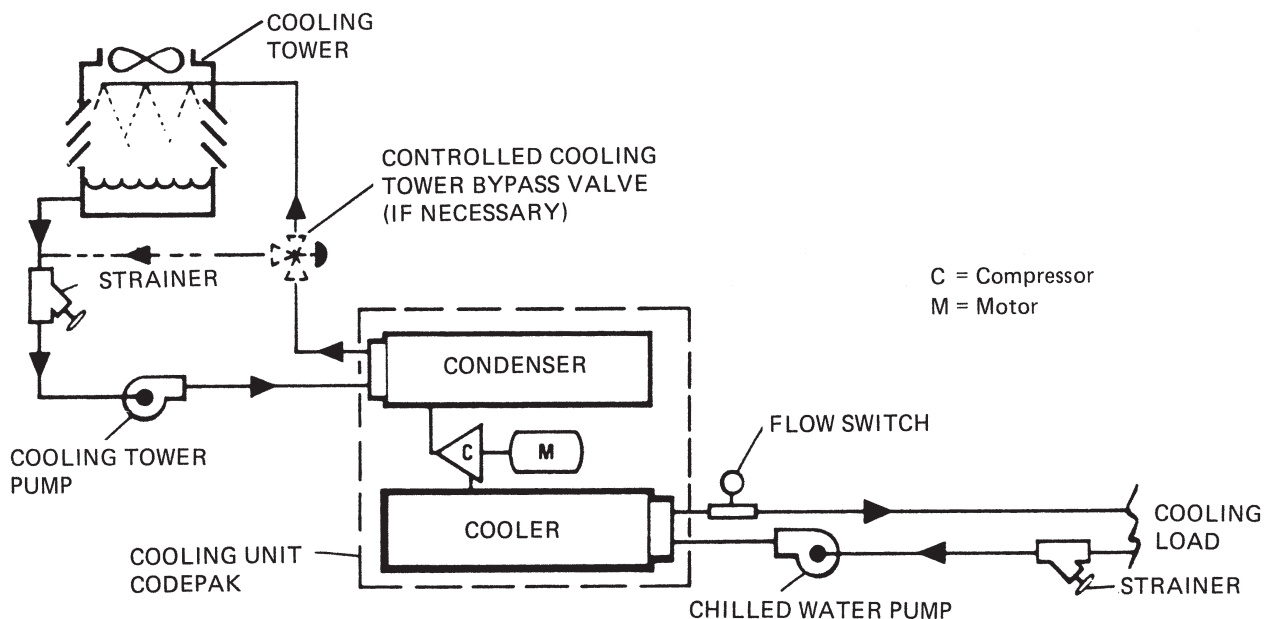 COOLING
TOWER
CONTROLLED COOLING
TOWER BYPASS VALVE
(IF NECESSARY)
STRAINER
C = Compressor
M = Motor
CONDENSER
C
M
FLOW SWITCH
COOLING TOWER
PUMP
COOLER
COOLING
LOAD
COOLING UNIT
CODEPAK
STRAINER
CHILLED WATER PUMP